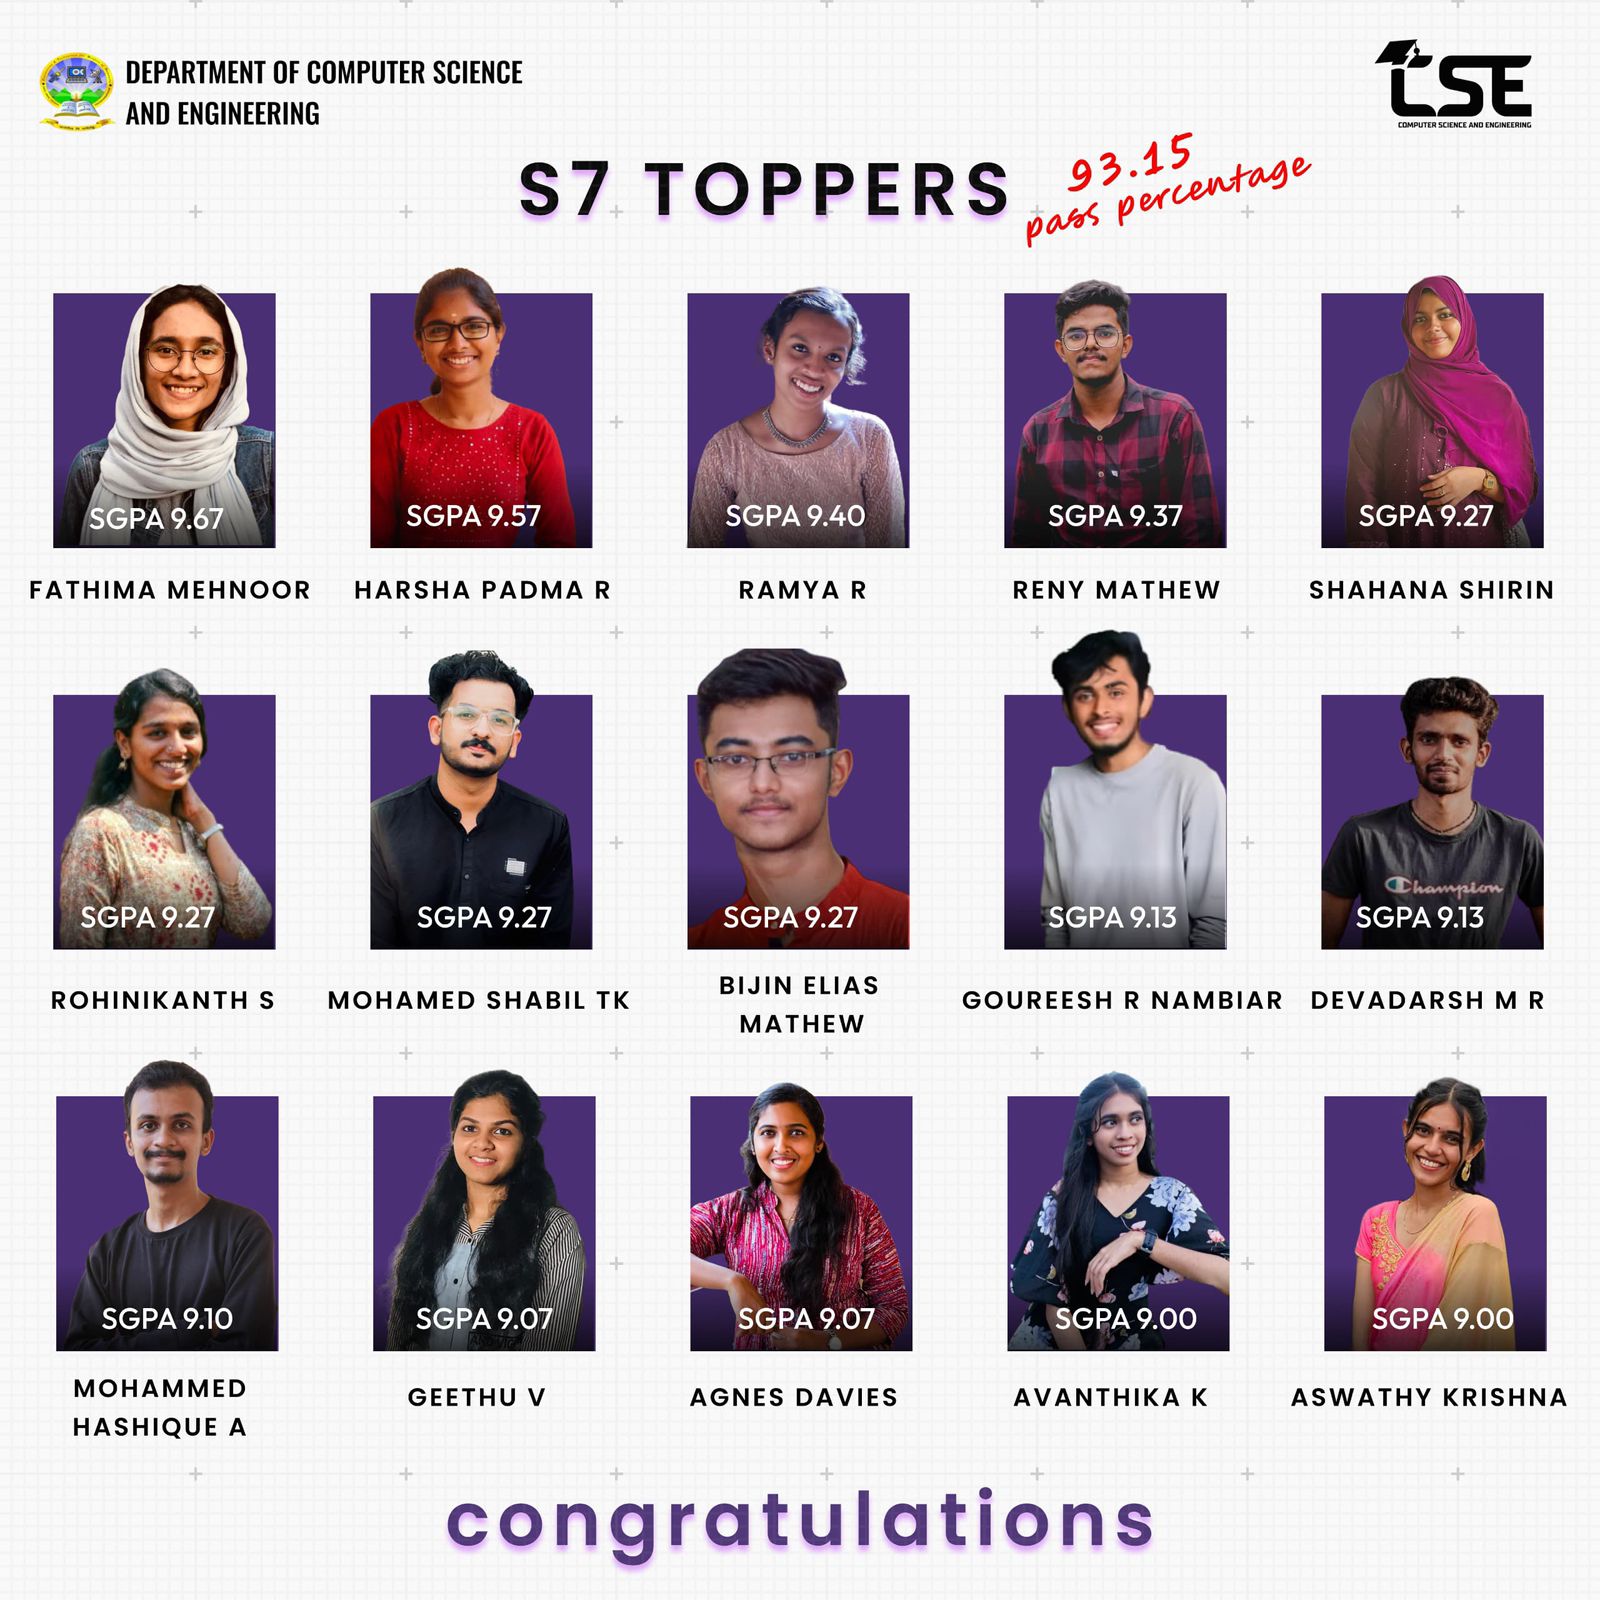 DEPARTMENT OF COMPUTER SCIENCE
AND ENGINEERING
CSE
COMPUTER SCIENCE AND ENGINEERING
S7 TOPPERS
93.15
pass percentage
SGPA 9.67
SGPA 9.57
SGPA 9.40
SGPA 9.37
SGPA 9.27
FATHIMA MEHNOOR
HARSHA PADMA R
RAMYA R
RENY MATHEW
SHAHANA SHIRIN
Champion
SGPA 9.27
SGPA 9.27
SGPA 9.27
SGPA 9.13
SGPA 9.13
ROHINIKANTH S
MOHAMED SHABIL TK
BIJIN ELIAS
MATHEW
GOUREESH R NAMBIAR
DEVADARSH M R
SGPA 9.10
SGPA 9.07
SGPA 9.07
SGPA 9.00
SGPA 9.00
MOHAMMED
HASHIQUE A
GEETHU V
AGNES DAVIES
AVANTHIKA K
ASWATHY KRISHNA
congratulations